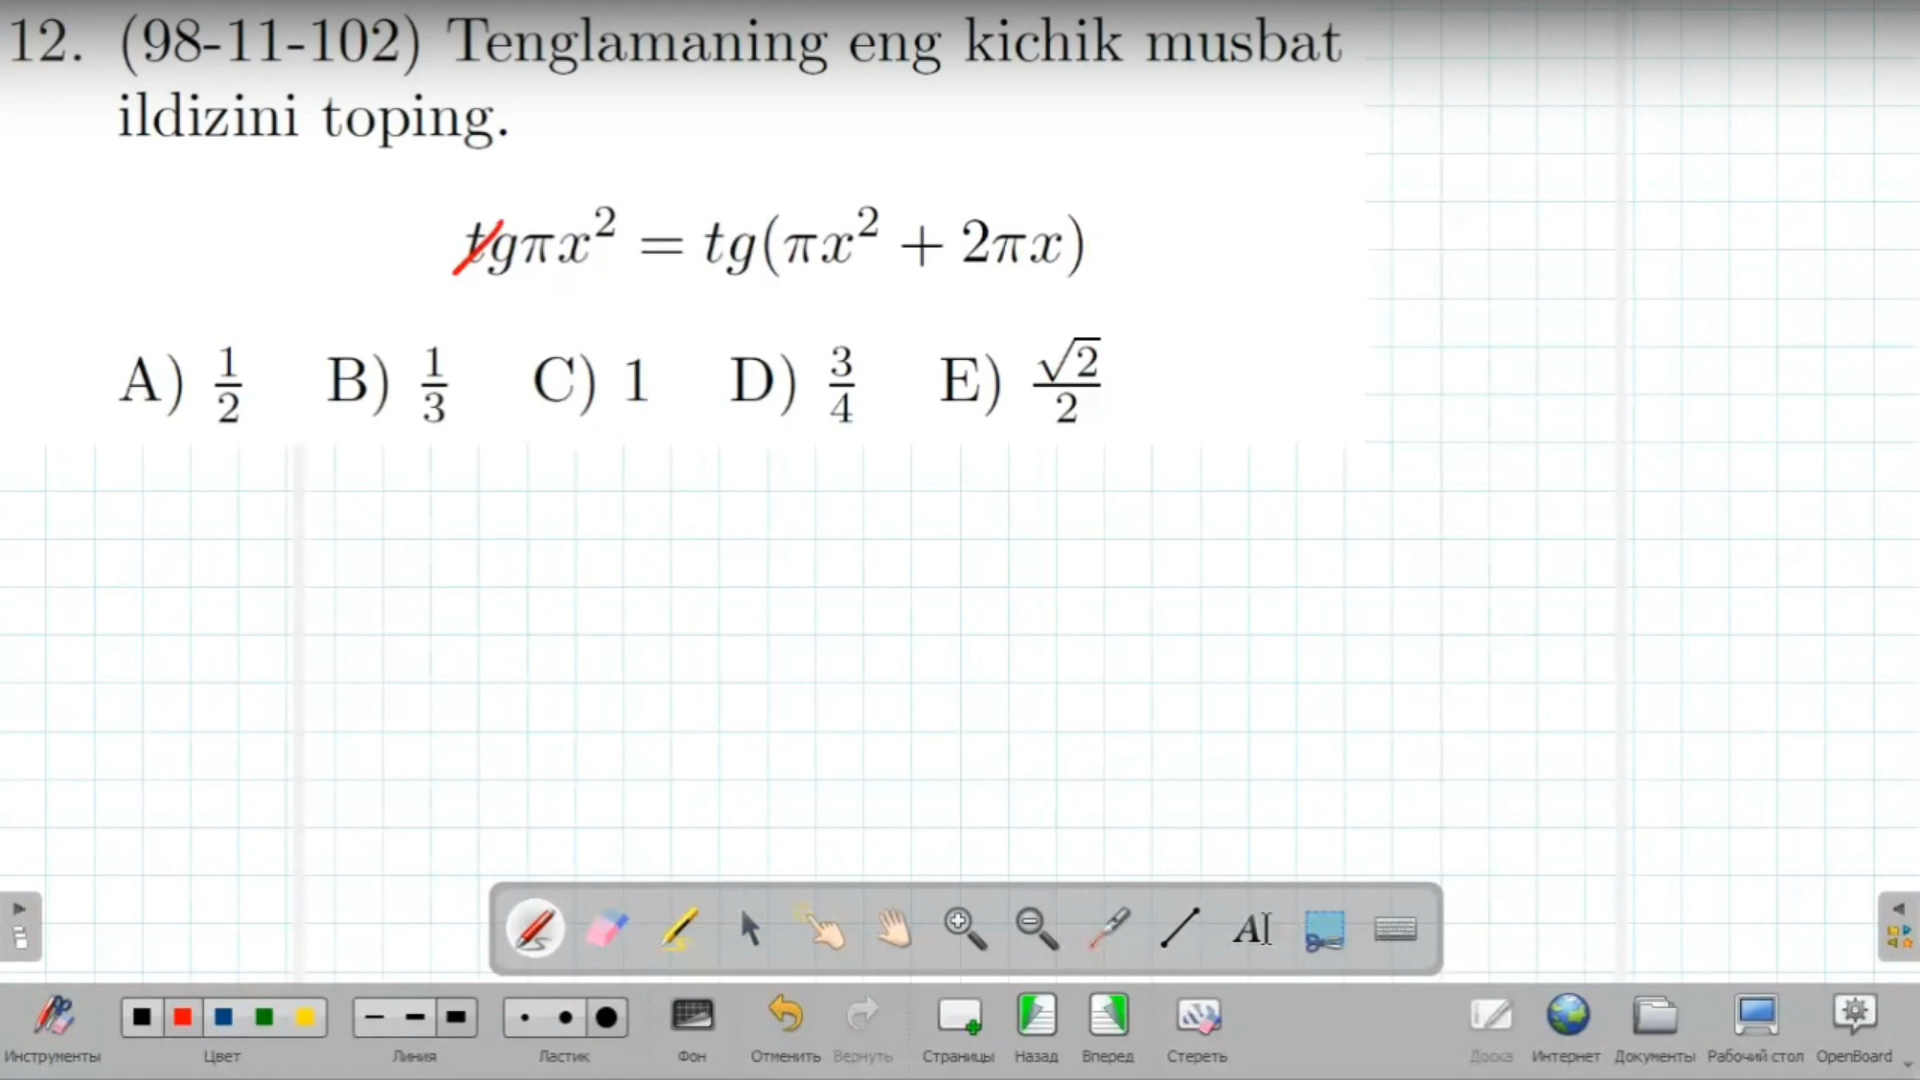 12. (98-11-102) Tenglamaning eng kichik musbat
ildizini toping.
tgπx² = tg(πx² + 2πx)
A) 1/2 B) 1/3 C) 1 D) 3/4 E) √2/2
Инструменты Цвет Линия Ластик Фон Отменить Вернуть Страницы Назад Вперед Стереть Доска Интернет Документы Рабочий стол OpenBoard